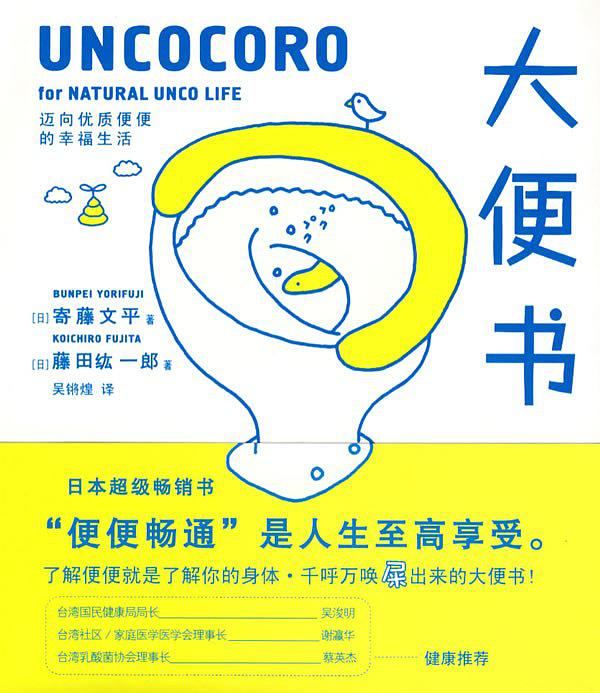 UNCOCORO
for NATURAL UNCO LIFE
迈向优质便便
的幸福生活
大便书
BUNPEI YORIFUJI
[日]寄藤文平 著
KOICHIRO FUJITA
[日]藤田纮一郎 著
吴锵煌 译
日本超级畅销书
“便便畅通”是人生至高享受。
了解便便就是了解你的身体·千呼万唤屎出来的大便书!
台湾国民健康局局长 吴浚明
台湾社区/家庭医学医学会理事长 谢瀛华
台湾乳酸菌协会理事长 蔡英杰 健康推荐